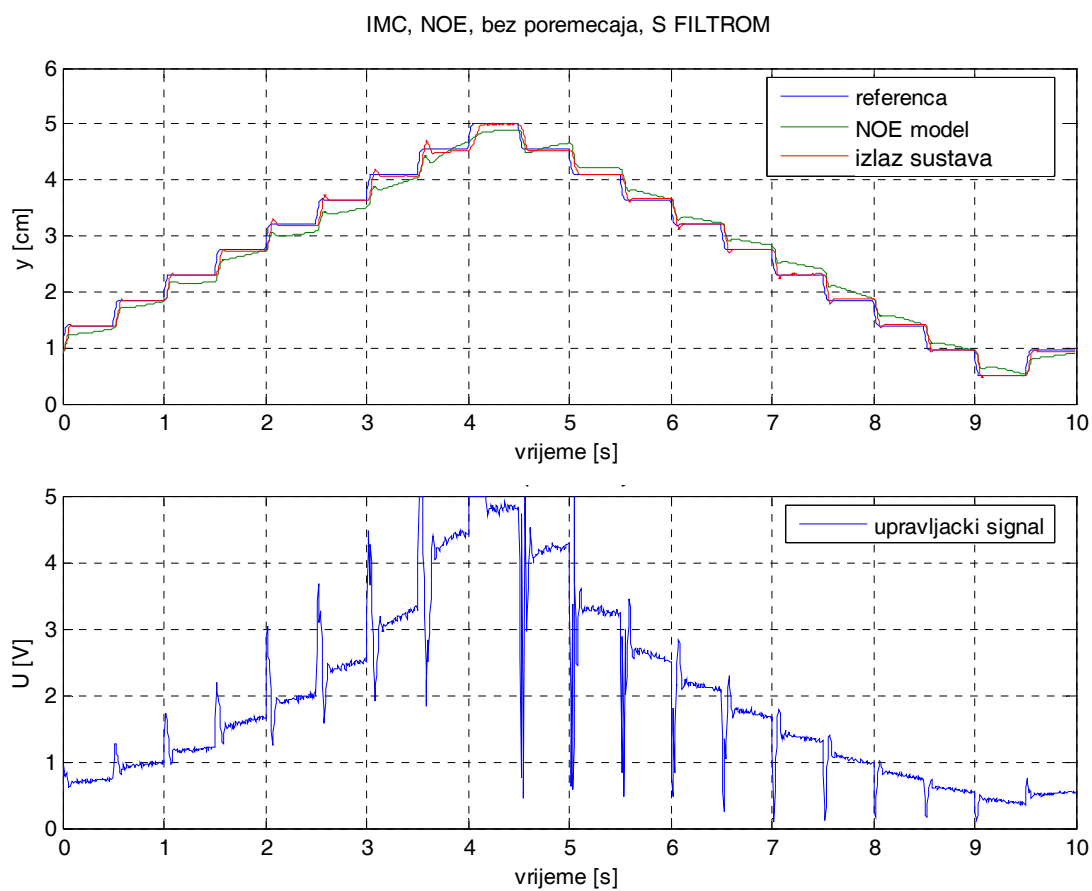 IMC, NOE, bez poremecaja, S FILTROM
6
5
4
3
2
1
0
y [cm]
referenca
NOE model
izlaz sustava
0 1 2 3 4 5 6 7 8 9 10
vrijeme [s]
5
4
3
2
1
0
U [V]
upravljacki signal
0 1 2 3 4 5 6 7 8 9 10
vrijeme [s]